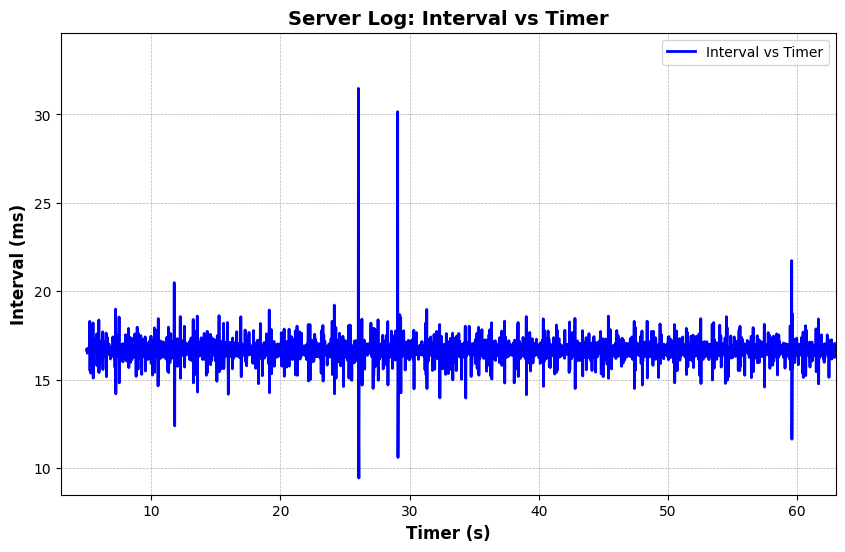 Server Log: Interval vs Timer
Interval vs Timer
30
25
20
15
10
Interval (ms)
10 20 30 40 50 60
Timer (s)